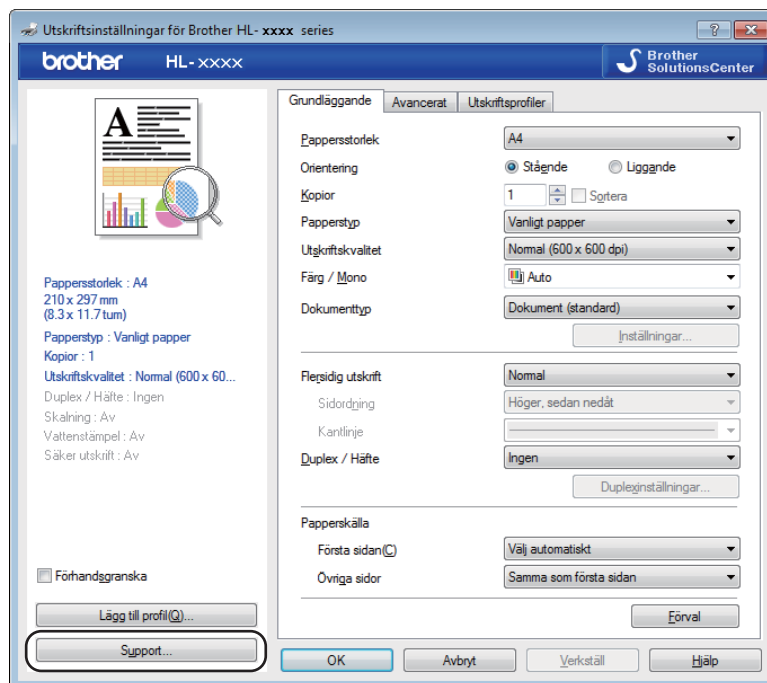 Utskriftsinställningar för Brother HL- xxxx series
brother HL-xxxx
Brother
SolutionsCenter
A
Pappersstorlek : A4
210 x 297 mm
(8.3 x 11.7 tum)
Papperstyp : Vanligt papper
Kopior : 1
Utskriftskvalitet : Normal (600 x 60...
Duplex / Häfte : Ingen
Skalning : Av
Vattenstämpel : Av
Säker utskrift : Av
Förhandsgranska
Lägg till profil(Q)...
Support...
Grundläggande Avancerat Utskriftsprofiler
Pappersstorlek A4
Orientering Stående Liggande
Kopior 1 Sortera
Papperstyp Vanligt papper
Utskriftskvalitet Normal (600 x 600 dpi)
Färg / Mono Auto
Dokumenttyp Dokument (standard)
Inställningar...
Flersidig utskrift Normal
Sidordning Höger, sedan nedåt
Kantlinje
Duplex / Häfte Ingen
Duplexinställningar...
Papperskälla
Första sidan(C) Välj automatiskt
Övriga sidor Samma som första sidan
Förval
OK Avbryt Verkställ Hjälp